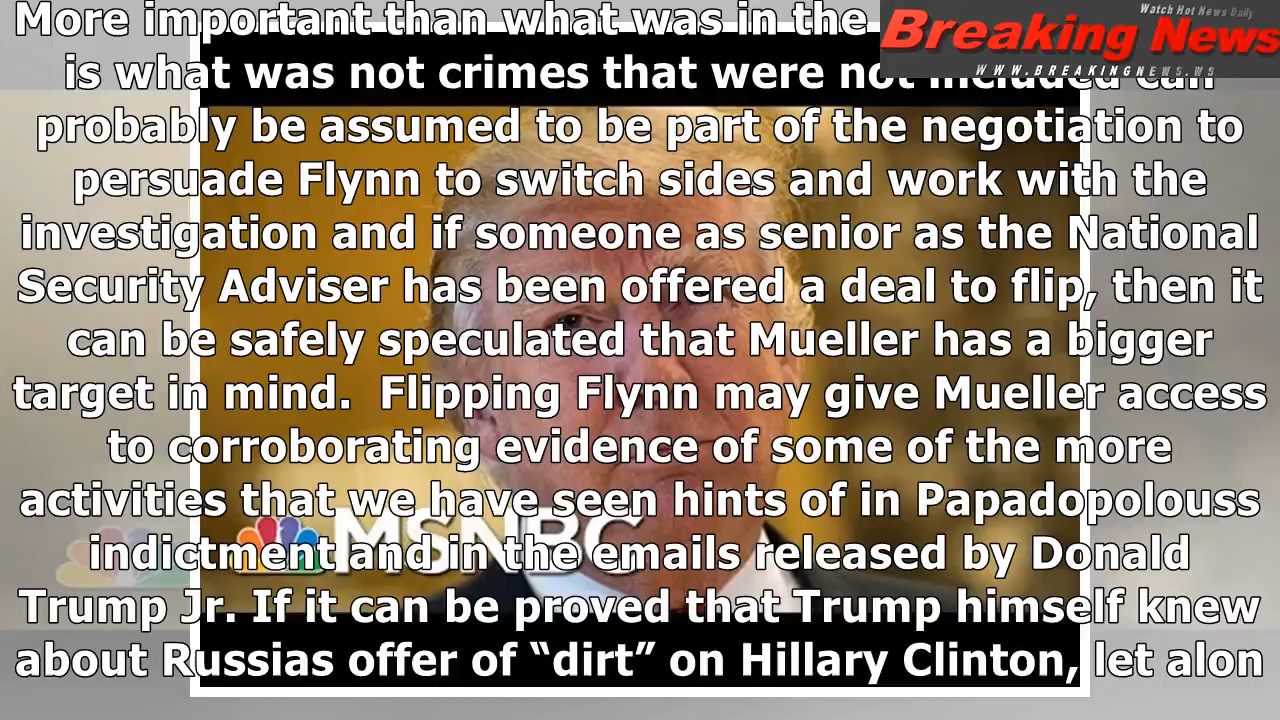 Watch Hot News Daily
Breaking News
WWW.BREAKINGNEWS.WS
More important than what was in the
is what was not crimes that were not included can
probably be assumed to be part of the negotiation to
persuade Flynn to switch sides and work with the
investigation and if someone as senior as the National
Security Adviser has been offered a deal to flip, then it
can be safely speculated that Mueller has a bigger
target in mind.  Flipping Flynn may give Mueller access
to corroborating evidence of some of the more
activities that we have seen hints of in Papadopolouss
indictment and in the emails released by Donald
Trump Jr. If it can be proved that Trump himself knew
about Russias offer of “dirt” on Hillary Clinton, let alon
MSNBC